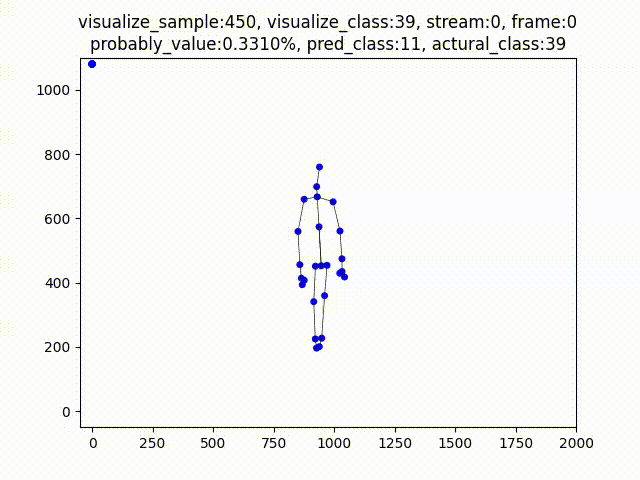 visualize_sample:450, visualize_class:39, stream:0, frame:0
probably_value:0.3310%, pred_class:11, actural_class:39
1000
800
600
400
200
0
0 250 500 750 1000 1250 1500 1750 2000